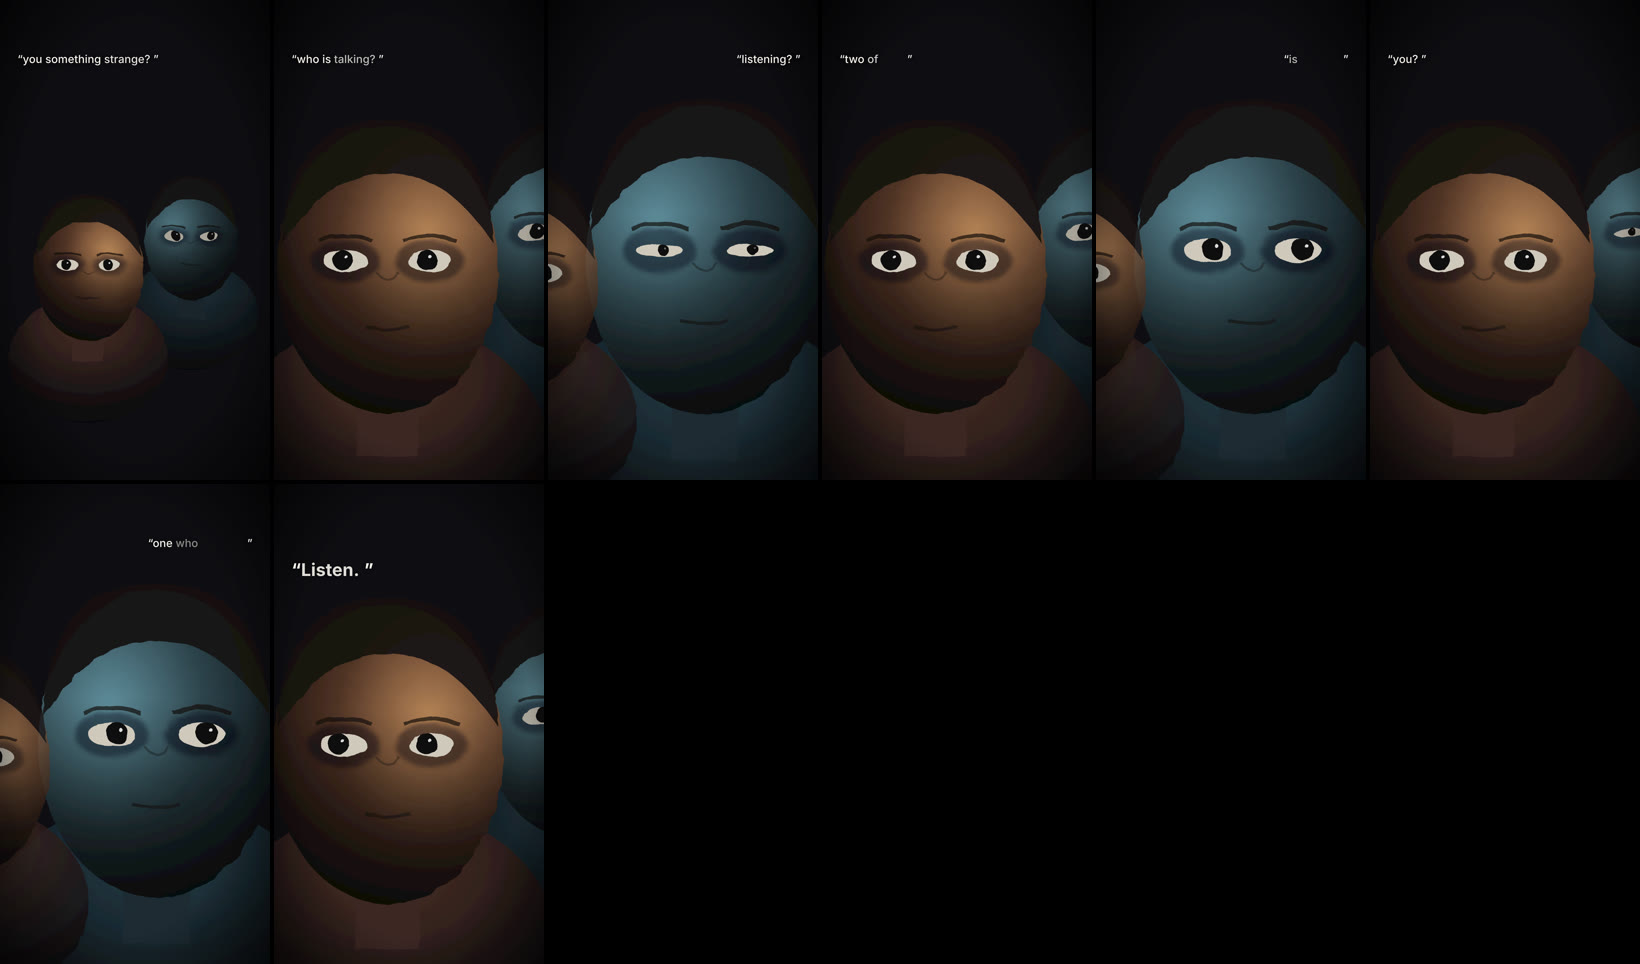 “you something strange? ”
“who is talking? ”
“listening? ”
“two of ”
“is ”
“you? ”
“one who ”
“Listen. ”